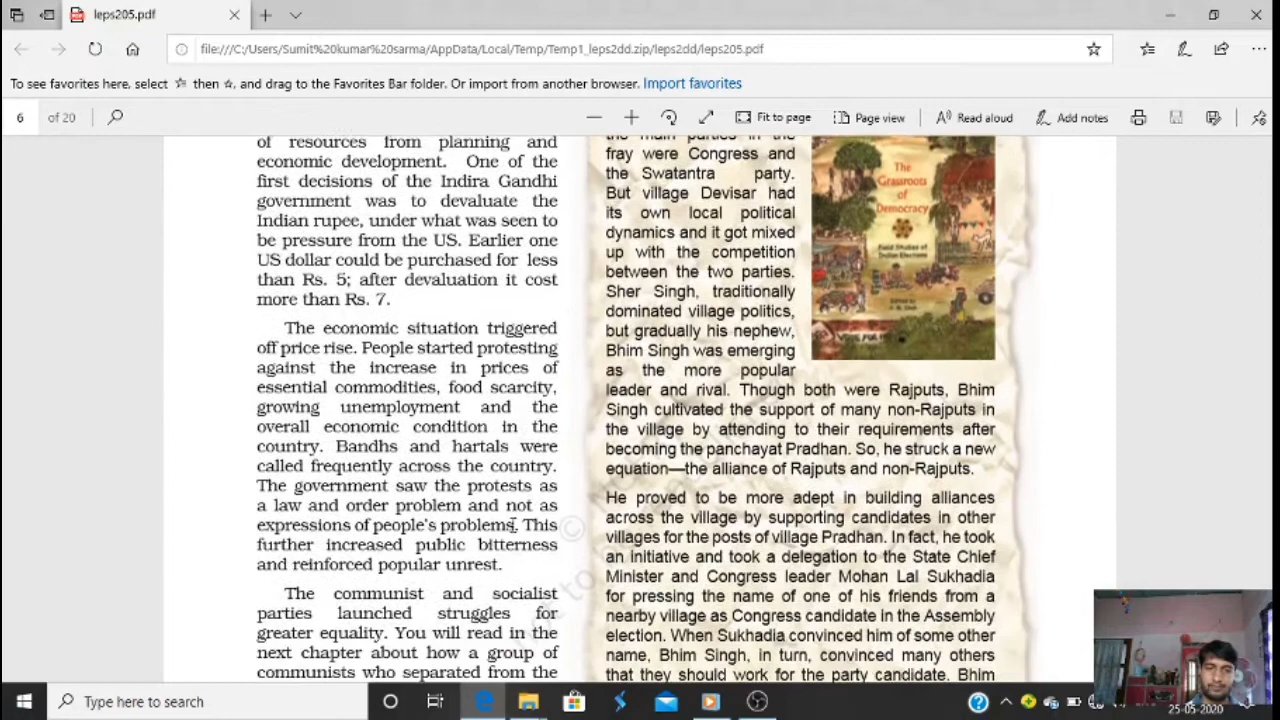 leps205.pdf
file:///C:/Users/Sumit%20kumar%20sarma/AppData/Local/Temp/Temp1_leps2dd.zip/leps2dd/leps205.pdf
To see favorites here, select then, and drag to the Favorites Bar folder. Or import from another browser. Import favorites
6 of 20 Fit to page Page view Read aloud Add notes
of resources from planning and
economic development. One of the
first decisions of the Indira Gandhi
government was to devaluate the
Indian rupee, under what was seen to
be pressure from the US. Earlier one
US dollar could be purchased for less
than Rs. 5; after devaluation it cost
more than Rs. 7.
The economic situation triggered
off price rise. People started protesting
against the increase in prices of
essential commodities, food scarcity,
growing unemployment and the
overall economic condition in the
country. Bandhs and hartals were
called frequently across the country.
The government saw the protests as
a law and order problem and not as
expressions of people's problems. This
further increased public bitterness
and reinforced popular unrest.
The communist and socialist
parties launched struggles for
greater equality. You will read in the
next chapter about how a group of
communists who separated from the
the main parties in the
fray were Congress and
the Swatantra party.
But village Devisar had
its own local political
dynamics and it got mixed
up with the competition
between the two parties.
Sher Singh, traditionally
dominated village politics,
but gradually his nephew,
Bhim Singh was emerging
as the more popular
leader and rival. Though both were Rajputs, Bhim
Singh cultivated the support of many non-Rajputs in
the village by attending to their requirements after
becoming the panchayat Pradhan. So, he struck a new
equation—the alliance of Rajputs and non-Rajputs.
He proved to be more adept in building alliances
across the village by supporting candidates in other
villages for the posts of village Pradhan. In fact, he took
an initiative and took a delegation to the State Chief
Minister and Congress leader Mohan Lal Sukhadia
for pressing the name of one of his friends from a
nearby village as Congress candidate in the Assembly
election. When Sukhadia convinced him of some other
name, Bhim Singh, in turn, convinced many others
that they should work for the party candidate. Bhim
The
Grassroots
of
Democracy
Field Studies of
Indian Elections
Type here to search
25-05-2020